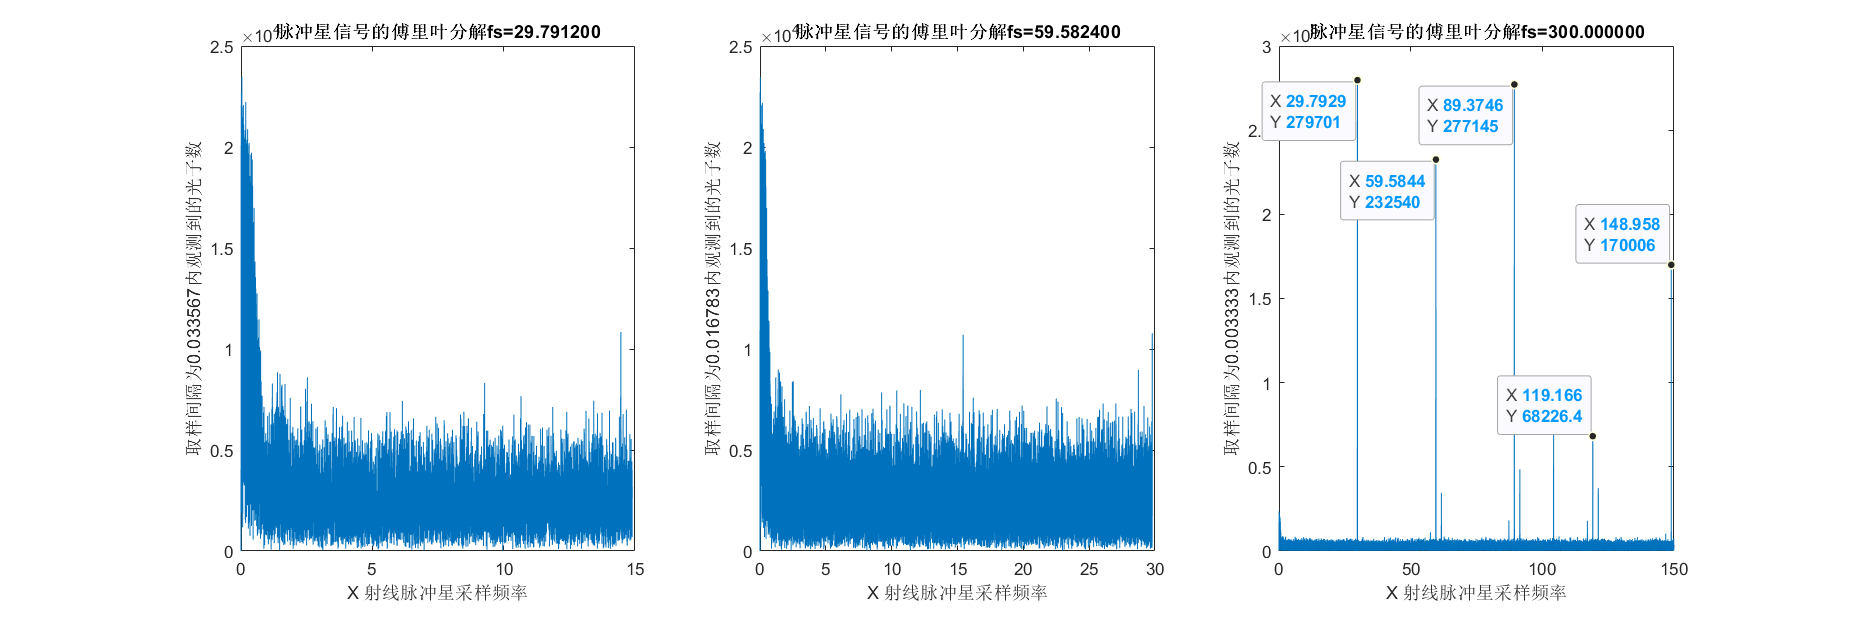 ×10
脉冲星信号的傅里叶分解fs=29.791200
2.5
2
1.5
1
0.5
0
0
5
10
15
取样间隔为0.033567内观测到的光子数
X 射线脉冲星采样频率
×10
脉冲星信号的傅里叶分解fs=59.582400
2.5
2
1.5
1
0.5
0
0
5
10
15
20
25
30
取样间隔为0.016783内观测到的光子数
X 射线脉冲星采样频率
×10
脉冲星信号的傅里叶分解fs=300.000000
3
2.
2
1.5
1
0.5
0
0
50
100
150
取样间隔为0.003333内观测到的光子数
X 射线脉冲星采样频率
X 29.7929
Y 279701
X 89.3746
Y 277145
X 59.5844
Y 232540
X 148.958
Y 170006
X 119.166
Y 68226.4